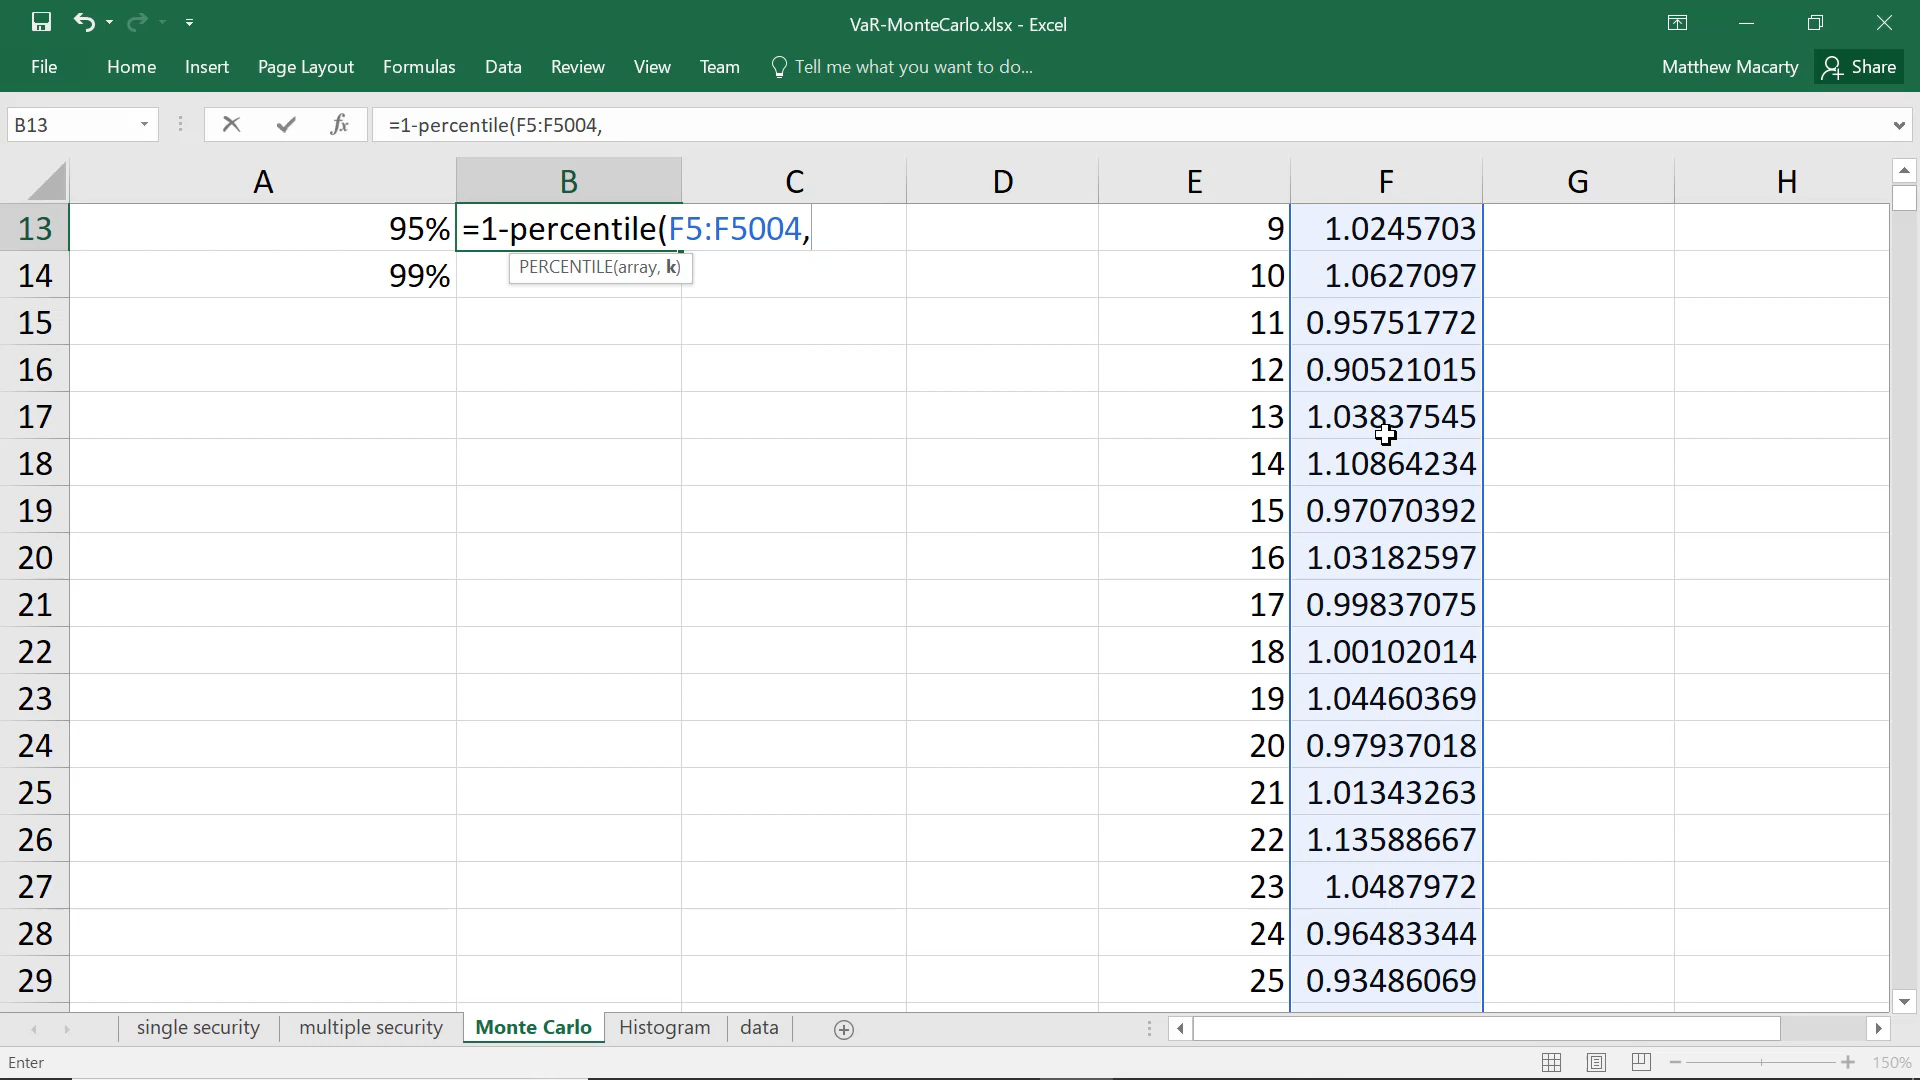 VaR-MonteCarlo.xlsx - Excel
File Home Insert Page Layout Formulas Data Review View Team Tell me what you want to do... Matthew Macarty Share
B13 fx =1-percentile(F5:F5004,
A B C D E F G H
13 95% =1-percentile(F5:F5004, 9 1.0245703
PERCENTILE(array, k)
14 99% 10 1.0627097
15 11 0.95751772
16 12 0.90521015
17 13 1.03837545
18 14 1.10864234
19 15 0.97070392
20 16 1.03182597
21 17 0.99837075
22 18 1.00102014
23 19 1.04460369
24 20 0.97937018
25 21 1.01343263
26 22 1.13588667
27 23 1.0487972
28 24 0.96483344
29 25 0.93486069
single security multiple security Monte Carlo Histogram data
Enter 150%